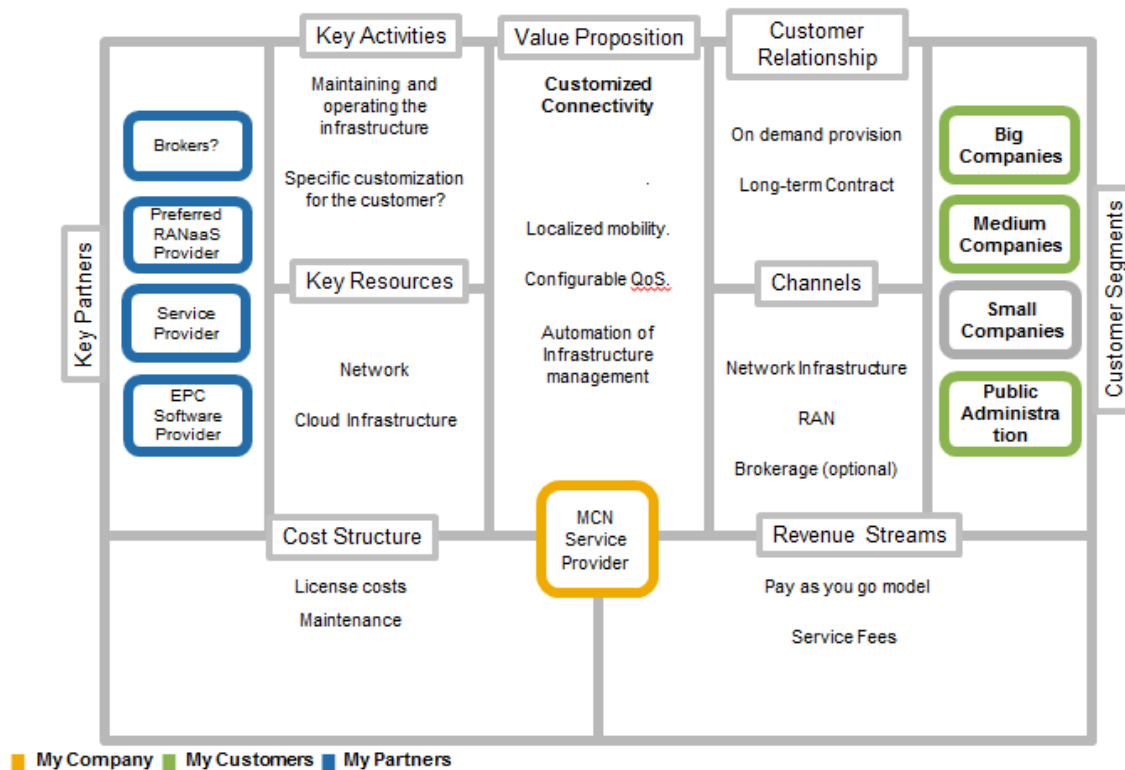 Key Activities
Value Proposition
Customer
Relationship
Maintaining and
operating the
infrastructure
Specific customization
for the customer?
Customized
Connectivity
.
Localized mobility.
Configurable QoS.
Automation of
Infrastructure
management
On demand provision
Long-term Contract
Key Partners
Brokers?
Preferred
RANaaS
Provider
Service
Provider
EPC
Software
Provider
Key Resources
Network
Cloud Infrastructure
Channels
Network Infrastructure
RAN
Brokerage (optional)
Customer Segments
Big
Companies
Medium
Companies
Small
Companies
Public
Administra
tion
Cost Structure
License costs
Maintenance
MCN
Service
Provider
Revenue Streams
Pay as you go model
Service Fees
My Company My Customers My Partners